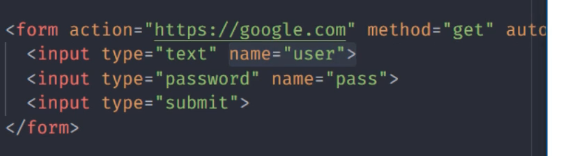 <form action="https://google.com" method="get" auto
<input type="text" name="user">
<input type="password" name="pass">
<input type="submit">
</form>